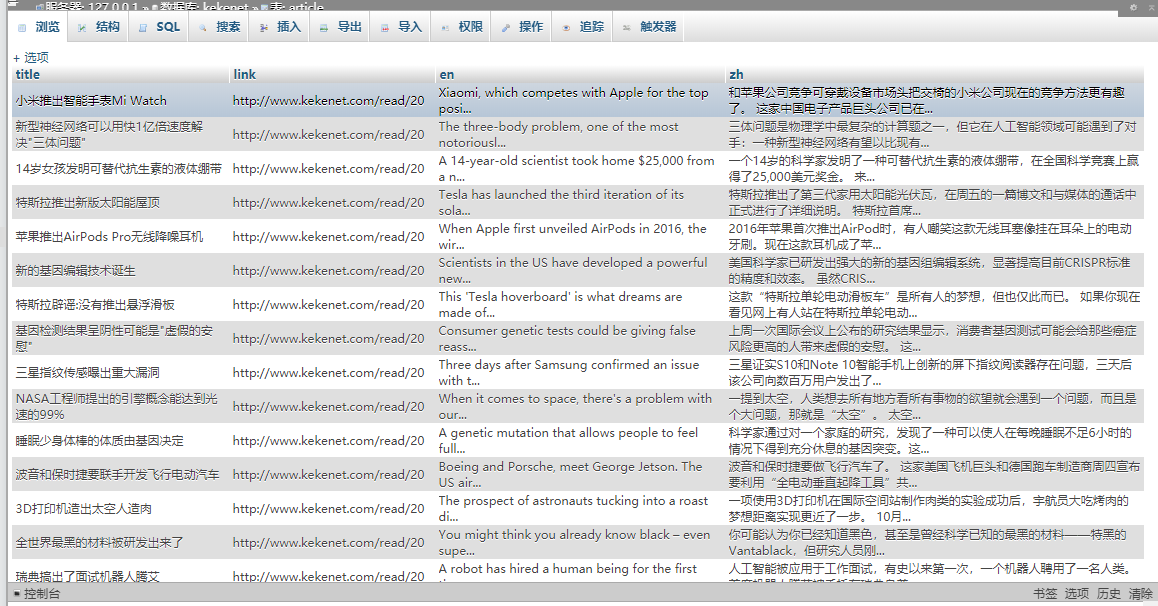 服务器: 127.0.0.1 » 数据库: kekenet » 表: article
浏览 结构 SQL 搜索 插入 导出 导入 权限 操作 追踪 触发器
+ 选项
title link en zh
小米推出智能手表Mi Watch http://www.kekenet.com/read/20 Xiaomi, which competes with Apple for the top
posi... 和苹果公司竞争可穿戴设备市场头把交椅的小米公司现在的竞争方法更有趣
了。 这家中国电子产品巨头公司已在...
新型神经网络可以用快1亿倍速度解
决"三体问题" http://www.kekenet.com/read/20 The three-body problem, one of the most
notoriousl... 三体问题是物理学中最复杂的计算题之一，但它在人工智能领域可能遇到了对
手：一种新型神经网络有望以比现有...
14岁女孩发明可替代抗生素的液体绷带 http://www.kekenet.com/read/20 A 14-year-old scientist took home $25,000 from
a n... 一个14岁的科学家发明了一种可替代抗生素的液体绷带，在全国科学竞赛上赢
得了25,000美元奖金。 来...
特斯拉推出新版太阳能屋顶 http://www.kekenet.com/read/20 Tesla has launched the third iteration of its
sola... 特斯拉推出了第三代家用太阳能光伏瓦，在周五的一篇博文和与媒体的通话中
正式进行了详细说明。 特斯拉首席...
苹果推出AirPods Pro无线降噪耳机 http://www.kekenet.com/read/20 When Apple first unveiled AirPods in 2016, the
wir... 2016年苹果首次推出AirPod时，有人嘲笑这款无线耳塞像挂在耳朵上的电动
牙刷。现在这款耳机成了苹...
新的基因编辑技术诞生 http://www.kekenet.com/read/20 Scientists in the US have developed a powerful
new... 美国科学家已研发出强大的新的基因组编辑系统，显著提高目前CRISPR标准
的精度和效率。 虽然CRIS...
特斯拉辟谣:没有推出悬浮滑板 http://www.kekenet.com/read/20 This 'Tesla hoverboard' is what dreams are
made of... 这款“特斯拉单轮电动滑板车”是所有人的梦想，但也仅此而已。 如果你现在
看见网上有人站在特斯拉单轮电动...
基因检测结果呈阴性可能是"虚假的安
慰" http://www.kekenet.com/read/20 Consumer genetic tests could be giving false
reass... 上周一次国际会议上公布的研究结果显示，消费者基因测试可能会给那些癌症
风险更高的人带来虚假的安慰。 这...
三星指纹传感曝出重大漏洞 http://www.kekenet.com/read/20 Three days after Samsung confirmed an issue
with t... 三星证实S10和Note 10智能手机上创新的屏下指纹阅读器存在问题，三天后
该公司向数百万用户发出了...
NASA工程师提出的引擎概念能达到光
速的99% http://www.kekenet.com/read/20 When it comes to space, there's a problem with
our... 一提到太空，人类想去所有地方看所有事物的欲望就会遇到一个问题，而且是
个大问题，那就是“太空”。 太空...
睡眠少身体棒的体质由基因决定 http://www.kekenet.com/read/20 A genetic mutation that allows people to feel
full... 科学家通过对一个家庭的研究，发现了一种可以使人在每晚睡眠不足6小时的
情况下得到充分休息的基因突变。这...
波音和保时捷要联手开发飞行电动汽车 http://www.kekenet.com/read/20 Boeing and Porsche, meet George Jetson. The
US air... 波音和保时捷要做飞行汽车了。 这家美国飞机巨头和德国跑车制造商周四宣布
要利用“全电动垂直起降工具”共...
3D打印机造出太空人造肉 http://www.kekenet.com/read/20 The prospect of astronauts tucking into a roast
di... 一项使用3D打印机在国际空间站制作肉类的实验成功后，宇航员大吃烤肉的
梦想距离实现更近了一步。 10月...
全世界最黑的材料被研发出来了 http://www.kekenet.com/read/20 You might think you already know black – even
supe... 你可能认为你已经知道黑色，甚至是曾经科学已知的最黑的材料——特黑的
Vantablack，但研究人员刚...
瑞典搞出了面试机器人腾艾 http://www.kekenet.com/read/20 A robot has hired a human being for the first
人工智能被应用于工作面试，有史以来第一次，一个机器人聘用了一名人类。
控制台 书签 选项 历史 清除